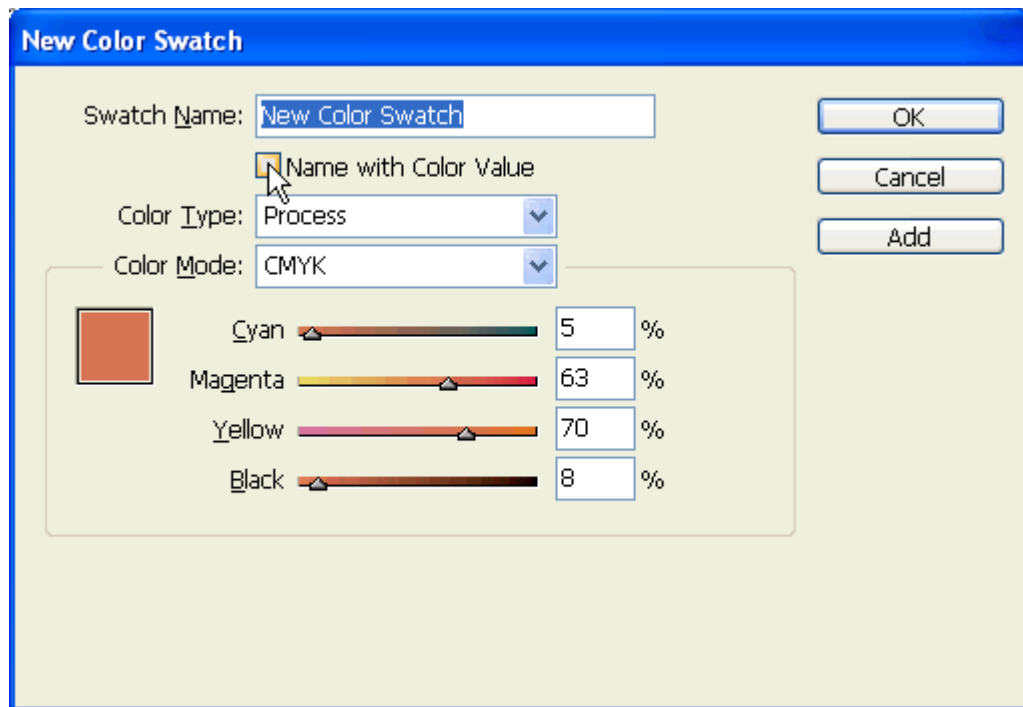 New Color Swatch
Swatch Name: New Color Swatch
OK
Name with Color Value
Cancel
Color Type: Process
Add
Color Mode: CMYK
Cyan 5 %
Magenta 63 %
Yellow 70 %
Black 8 %